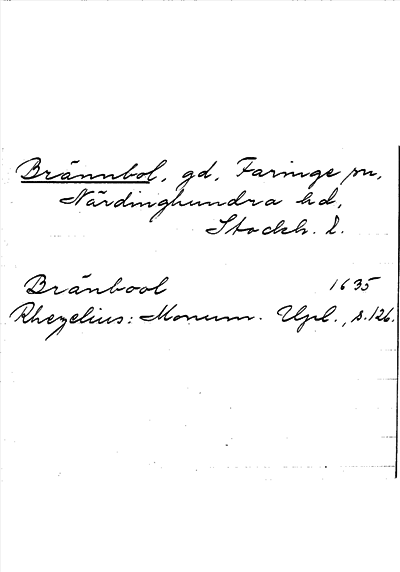 Brännbol, gd, Faringe sn,
Närdinghundra hd,
Stockh. l.
Bränbool 1635
Rhezelius: Monum. Upl., s. 126.